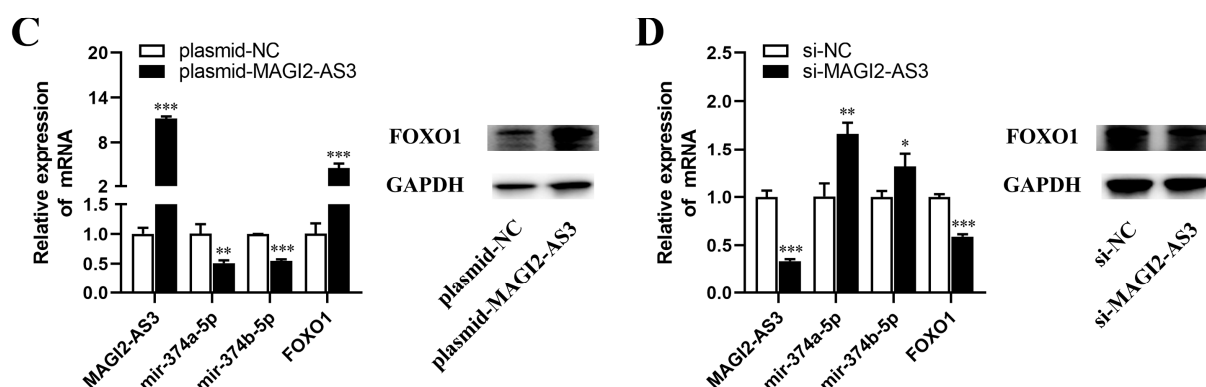 C
plasmid-NC
plasmid-MAGI2-AS3
Relative expression
of mRNA
20
14
8
2
1.5
1.0
0.5
0.0
***
**
***
***
MAGI2-AS3
mir-374a-5p
mir-374b-5p
FOXO1
FOXO1
GAPDH
plasmid-NC
plasmid-MAGI2-AS3
D
si-NC
si-MAGI2-AS3
Relative expression
of mRNA
2.5
2.0
1.5
1.0
0.5
0.0
***
**
*
***
MAGI2-AS3
mir-374a-5p
mir-374b-5p
FOXO1
FOXO1
GAPDH
si-NC
si-MAGI2-AS3